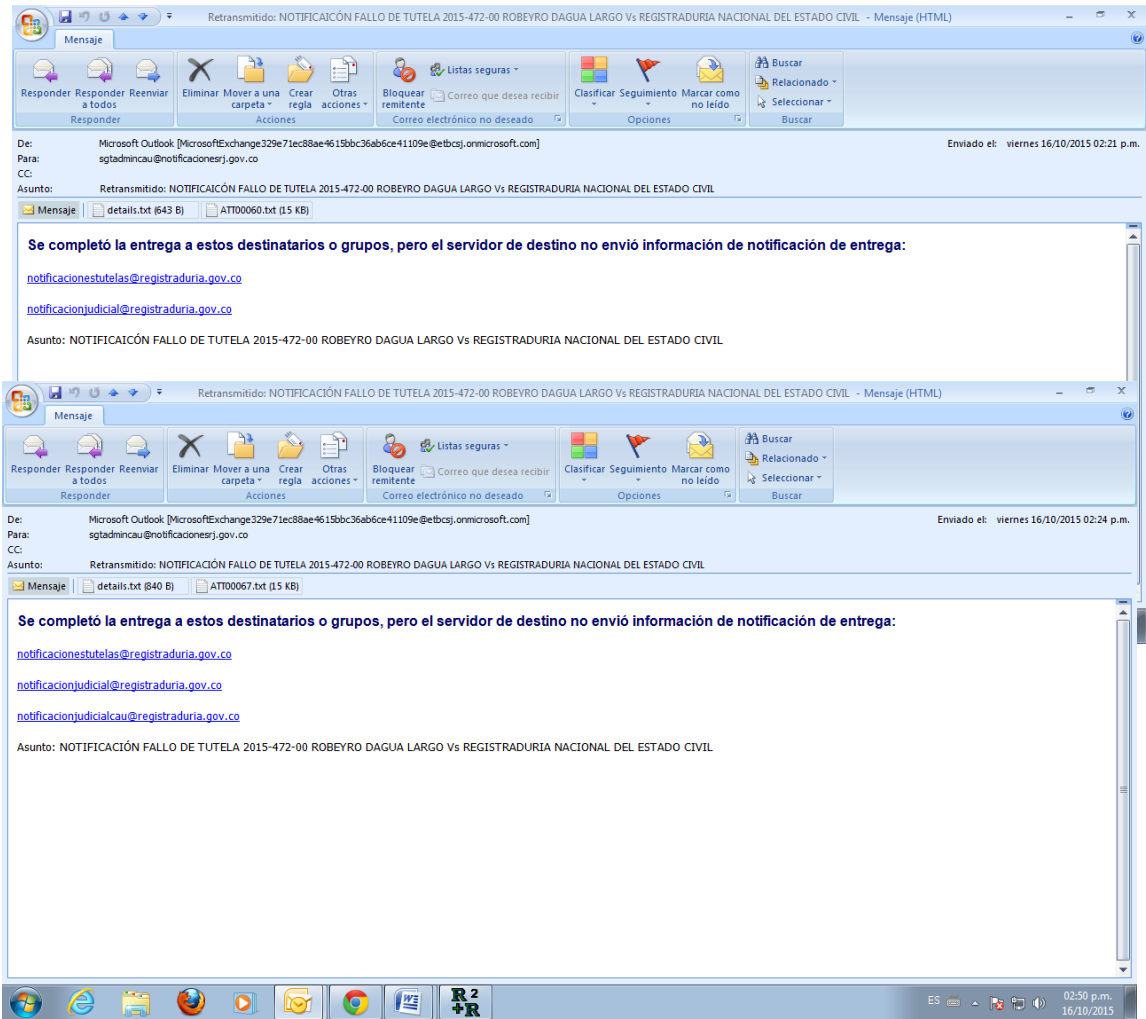 Retransmitido: NOTIFICAICÓN FALLO DE TUTELA 2015-472-00 ROBEYRO DAGUA LARGO Vs REGISTRADURIA NACIONAL DEL ESTADO CIVIL - Mensaje (HTML)
Mensaje
Responder Responder a todos Reenviar
Eliminar Mover a una carpeta Crear regla Otras acciones
Bloquear remitente Listas seguras Correo que desea recibir
Clasificar Seguimiento Marcar como no leído
Buscar Relacionado Seleccionar
Responder Acciones Correo electrónico no deseado Opciones Buscar
De: Microsoft Outlook [MicrosoftExchange329e71ec88ae4615bbc36ab6ce41109e@etbcsj.onmicrosoft.com] Enviado el: viernes 16/10/2015 02:21 p.m.
Para: sgtadmincau@notificacionesrj.gov.co
CC:
Asunto: Retransmitido: NOTIFICAICÓN FALLO DE TUTELA 2015-472-00 ROBEYRO DAGUA LARGO Vs REGISTRADURIA NACIONAL DEL ESTADO CIVIL
Mensaje details.txt (643 B) ATT00060.txt (15 KB)
Se completó la entrega a estos destinatarios o grupos, pero el servidor de destino no envió información de notificación de entrega:
notificacionestutelas@registraduria.gov.co
notificacionjudicial@registraduria.gov.co
Asunto: NOTIFICAICÓN FALLO DE TUTELA 2015-472-00 ROBEYRO DAGUA LARGO Vs REGISTRADURIA NACIONAL DEL ESTADO CIVIL
Retransmitido: NOTIFICACIÓN FALLO DE TUTELA 2015-472-00 ROBEYRO DAGUA LARGO Vs REGISTRADURIA NACIONAL DEL ESTADO CIVIL - Mensaje (HTML)
Mensaje
Responder Responder a todos Reenviar
Eliminar Mover a una carpeta Crear regla Otras acciones
Bloquear remitente Listas seguras Correo que desea recibir
Clasificar Seguimiento Marcar como no leído
Buscar Relacionado Seleccionar
Responder Acciones Correo electrónico no deseado Opciones Buscar
De: Microsoft Outlook [MicrosoftExchange329e71ec88ae4615bbc36ab6ce41109e@etbcsj.onmicrosoft.com] Enviado el: viernes 16/10/2015 02:24 p.m.
Para: sgtadmincau@notificacionesrj.gov.co
CC:
Asunto: Retransmitido: NOTIFICACIÓN FALLO DE TUTELA 2015-472-00 ROBEYRO DAGUA LARGO Vs REGISTRADURIA NACIONAL DEL ESTADO CIVIL
Mensaje details.txt (840 B) ATT00067.txt (15 KB)
Se completó la entrega a estos destinatarios o grupos, pero el servidor de destino no envió información de notificación de entrega:
notificacionestutelas@registraduria.gov.co
notificacionjudicial@registraduria.gov.co
notificacionjudicialcau@registraduria.gov.co
Asunto: NOTIFICACIÓN FALLO DE TUTELA 2015-472-00 ROBEYRO DAGUA LARGO Vs REGISTRADURIA NACIONAL DEL ESTADO CIVIL
R 2
+R
ES 02:50 p.m.
16/10/2015